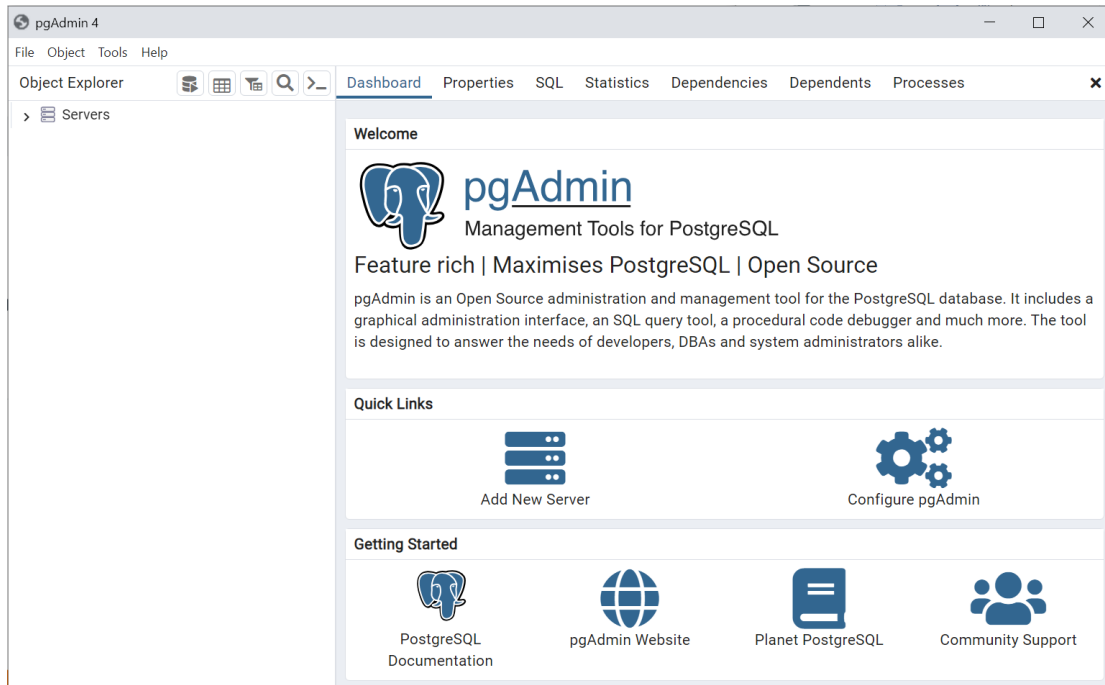 pgAdmin 4
File Object Tools Help
Object Explorer
Dashboard Properties SQL Statistics Dependencies Dependents Processes
Servers
Welcome
pgAdmin
Management Tools for PostgreSQL
Feature rich | Maximises PostgreSQL | Open Source
pgAdmin is an Open Source administration and management tool for the PostgreSQL database. It includes a
graphical administration interface, an SQL query tool, a procedural code debugger and much more. The tool
is designed to answer the needs of developers, DBAs and system administrators alike.
Quick Links
Add New Server
Configure pgAdmin
Getting Started
PostgreSQL
Documentation
pgAdmin Website
Planet PostgreSQL
Community Support